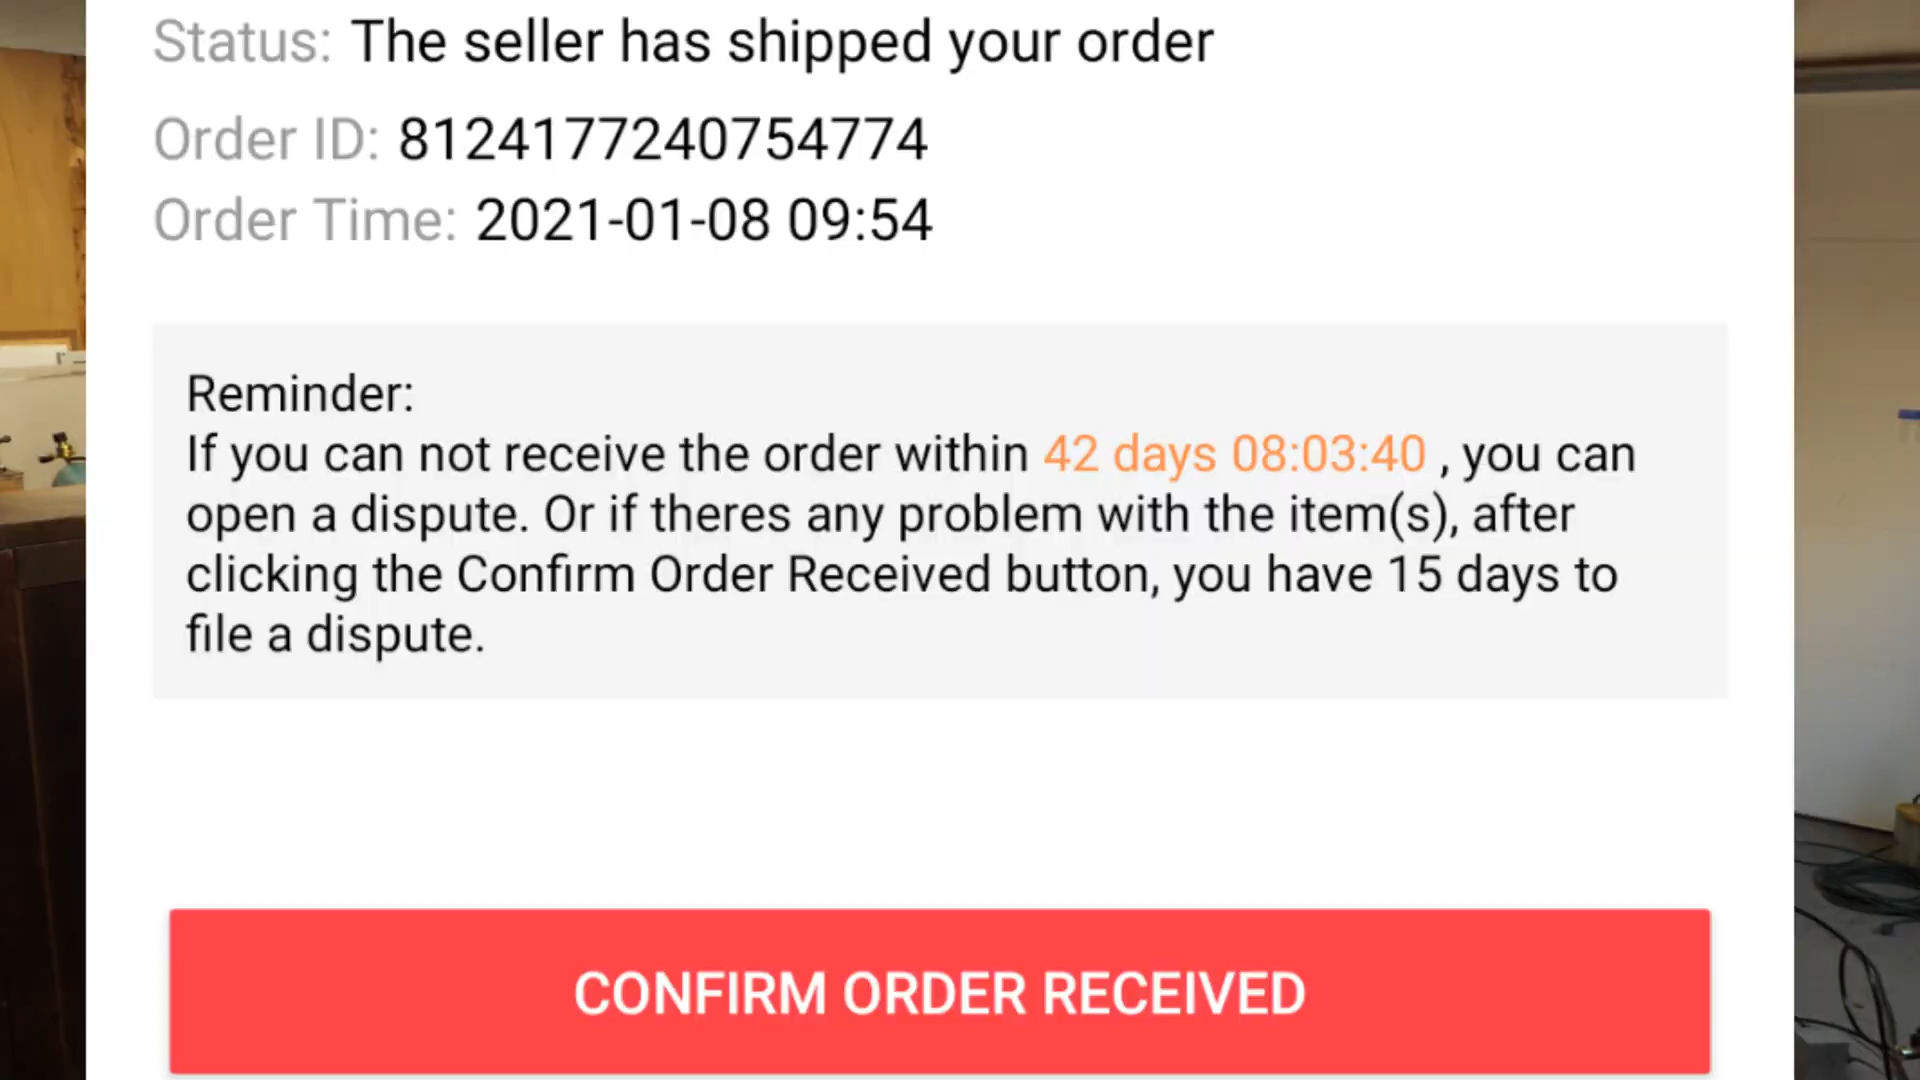 Status: The seller has shipped your order
Order ID: 8124177240754774
Order Time: 2021-01-08 09:54
Reminder:
If you can not receive the order within 42 days 08:03:40 , you can
open a dispute. Or if theres any problem with the item(s), after
clicking the Confirm Order Received button, you have 15 days to
file a dispute.
CONFIRM ORDER RECEIVED